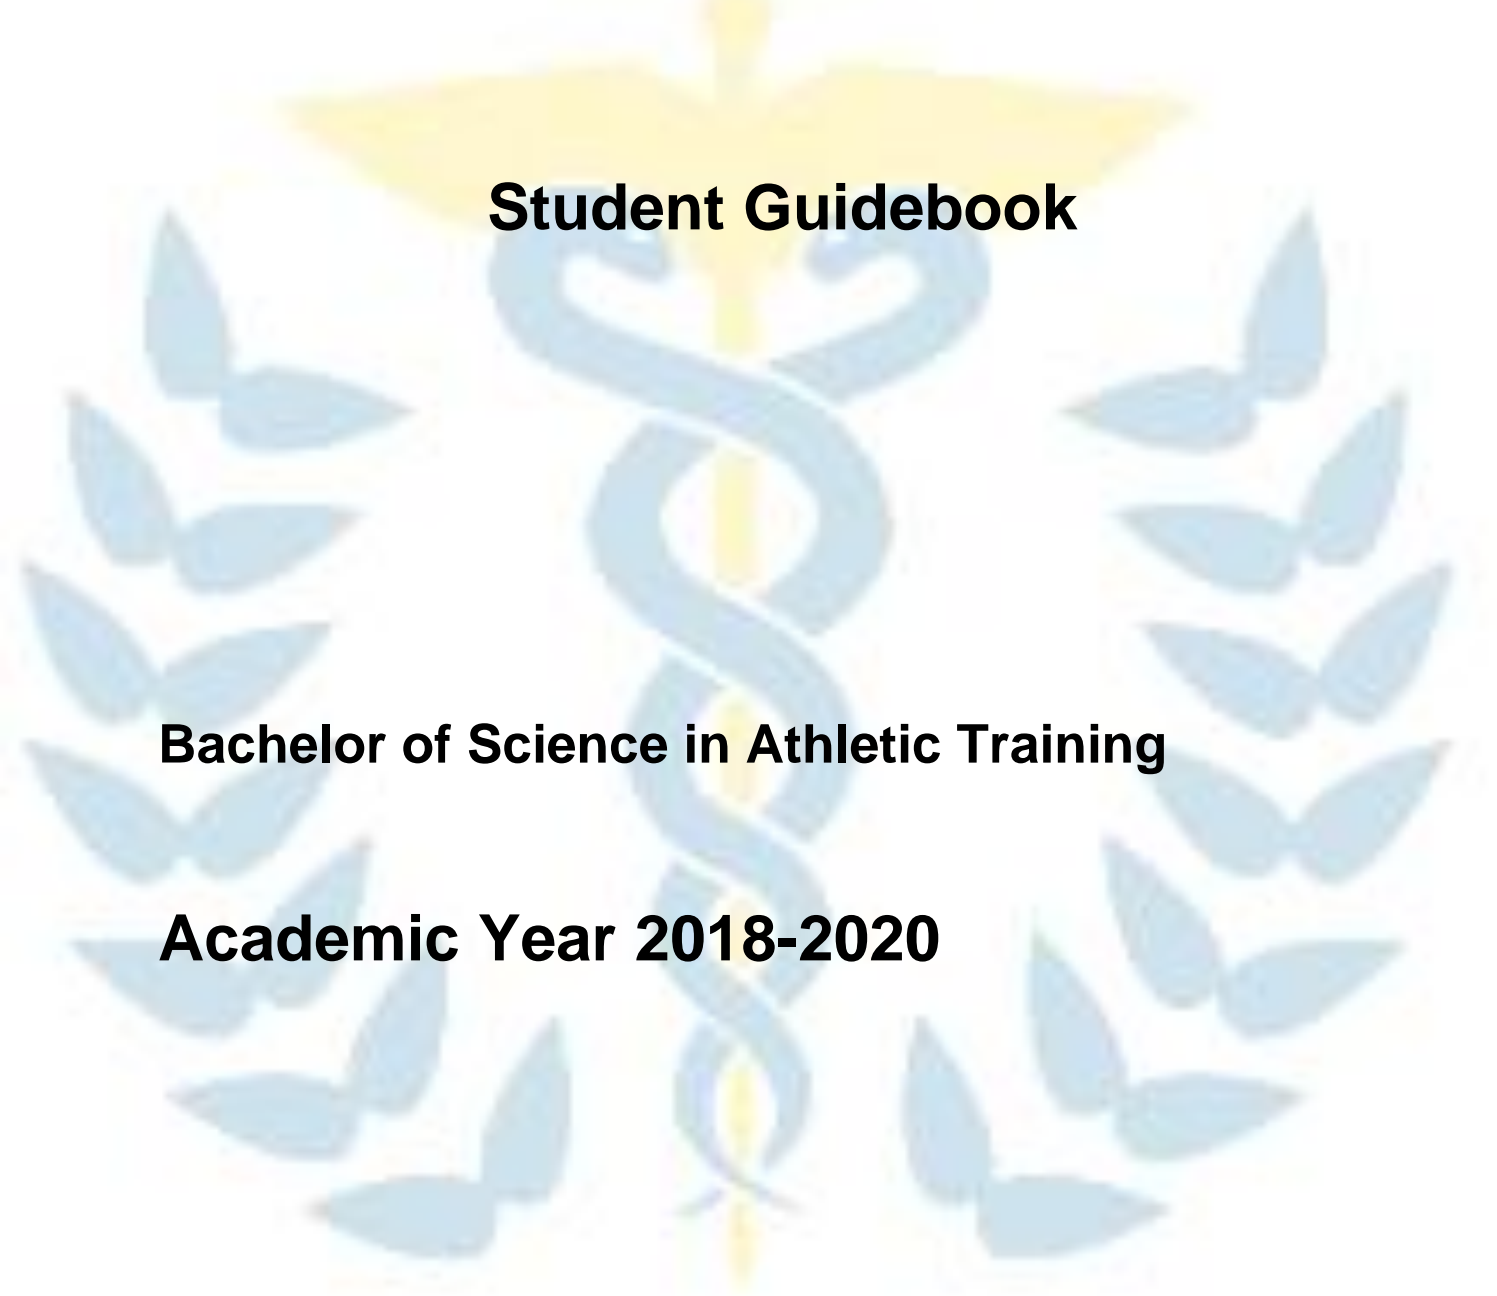 Student Guidebook
Bachelor of Science in Athletic Training
Academic Year 2018-2020